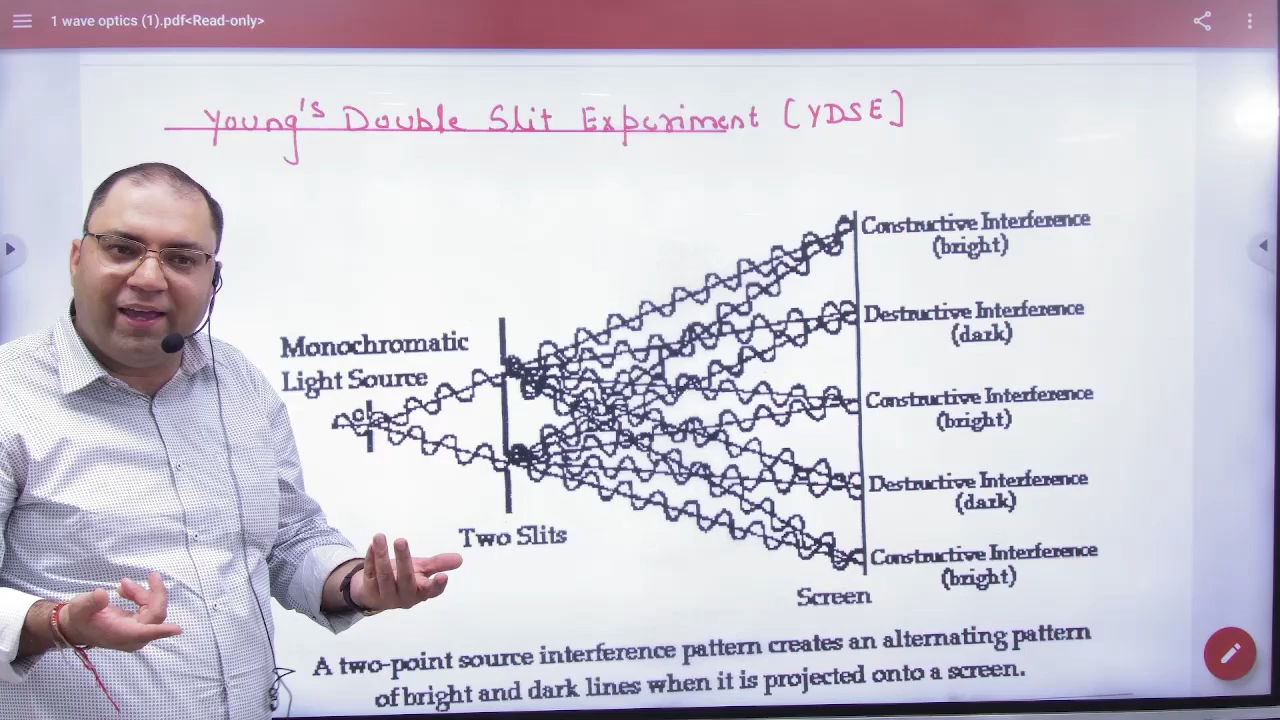 1 wave optics (1).pdf<Read-only>
Young's Double Slit Experiment [YDSE]
Constructive Interference
(bright)
Destructive Interference
(dark)
Monochromatic
Light Source
Constructive Interference
(bright)
Destructive Interference
(dark)
Two Slits
Constructive Interference
(bright)
Screen
A two-point source interference pattern creates an alternating pattern
of bright and dark lines when it is projected onto a screen.